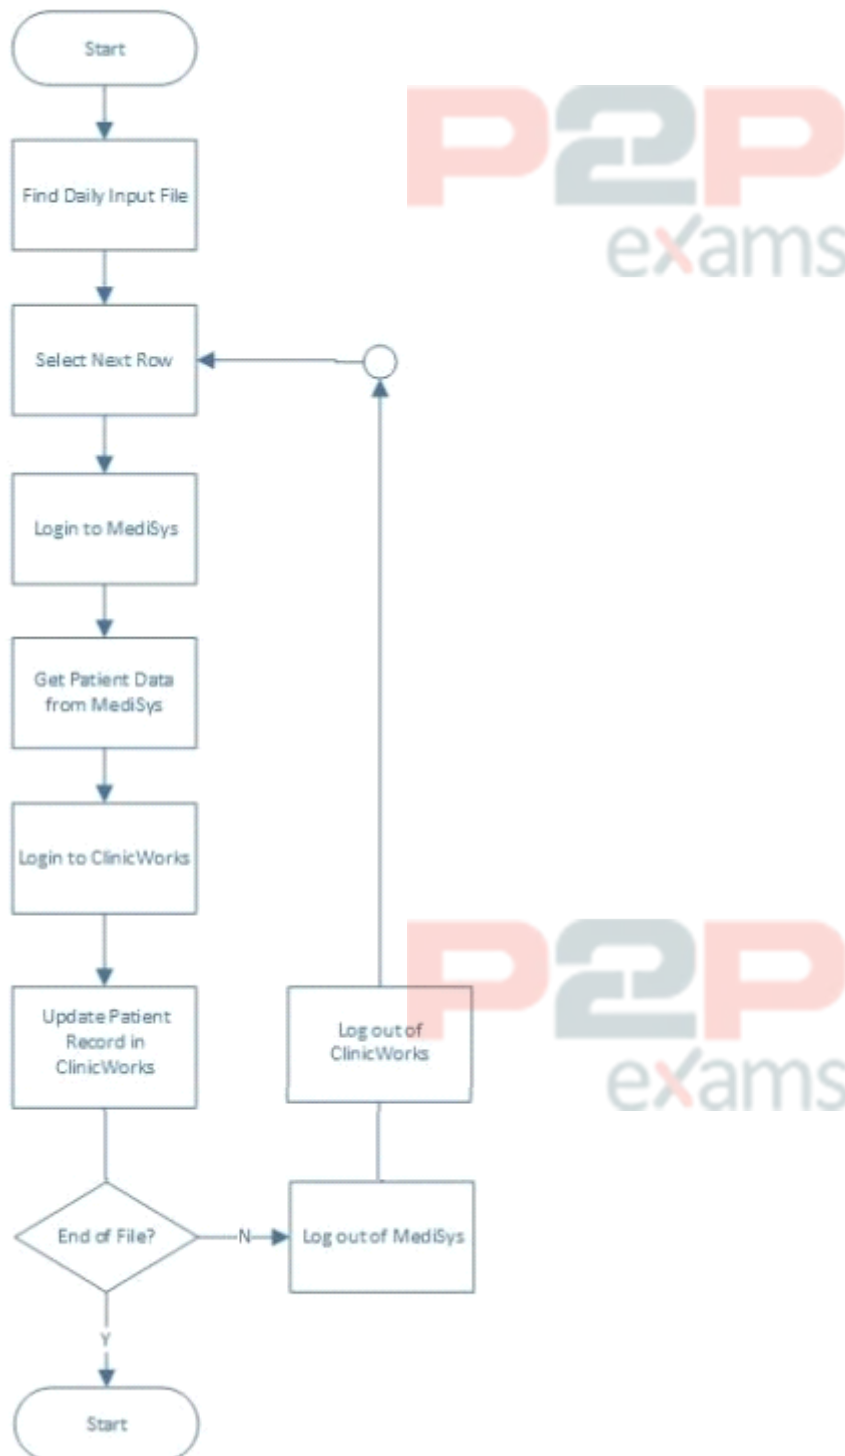 Start
P2P
exams
Find Daily Input File
Select Next Row
Login to MediSys
Get Patient Data
from MediSys
Login to ClinicWorks
P2P
exams
Update Patient
Record in
ClinicWorks
Log out of
ClinicWorks
End of File?
N
Log out of MediSys
Y
Start